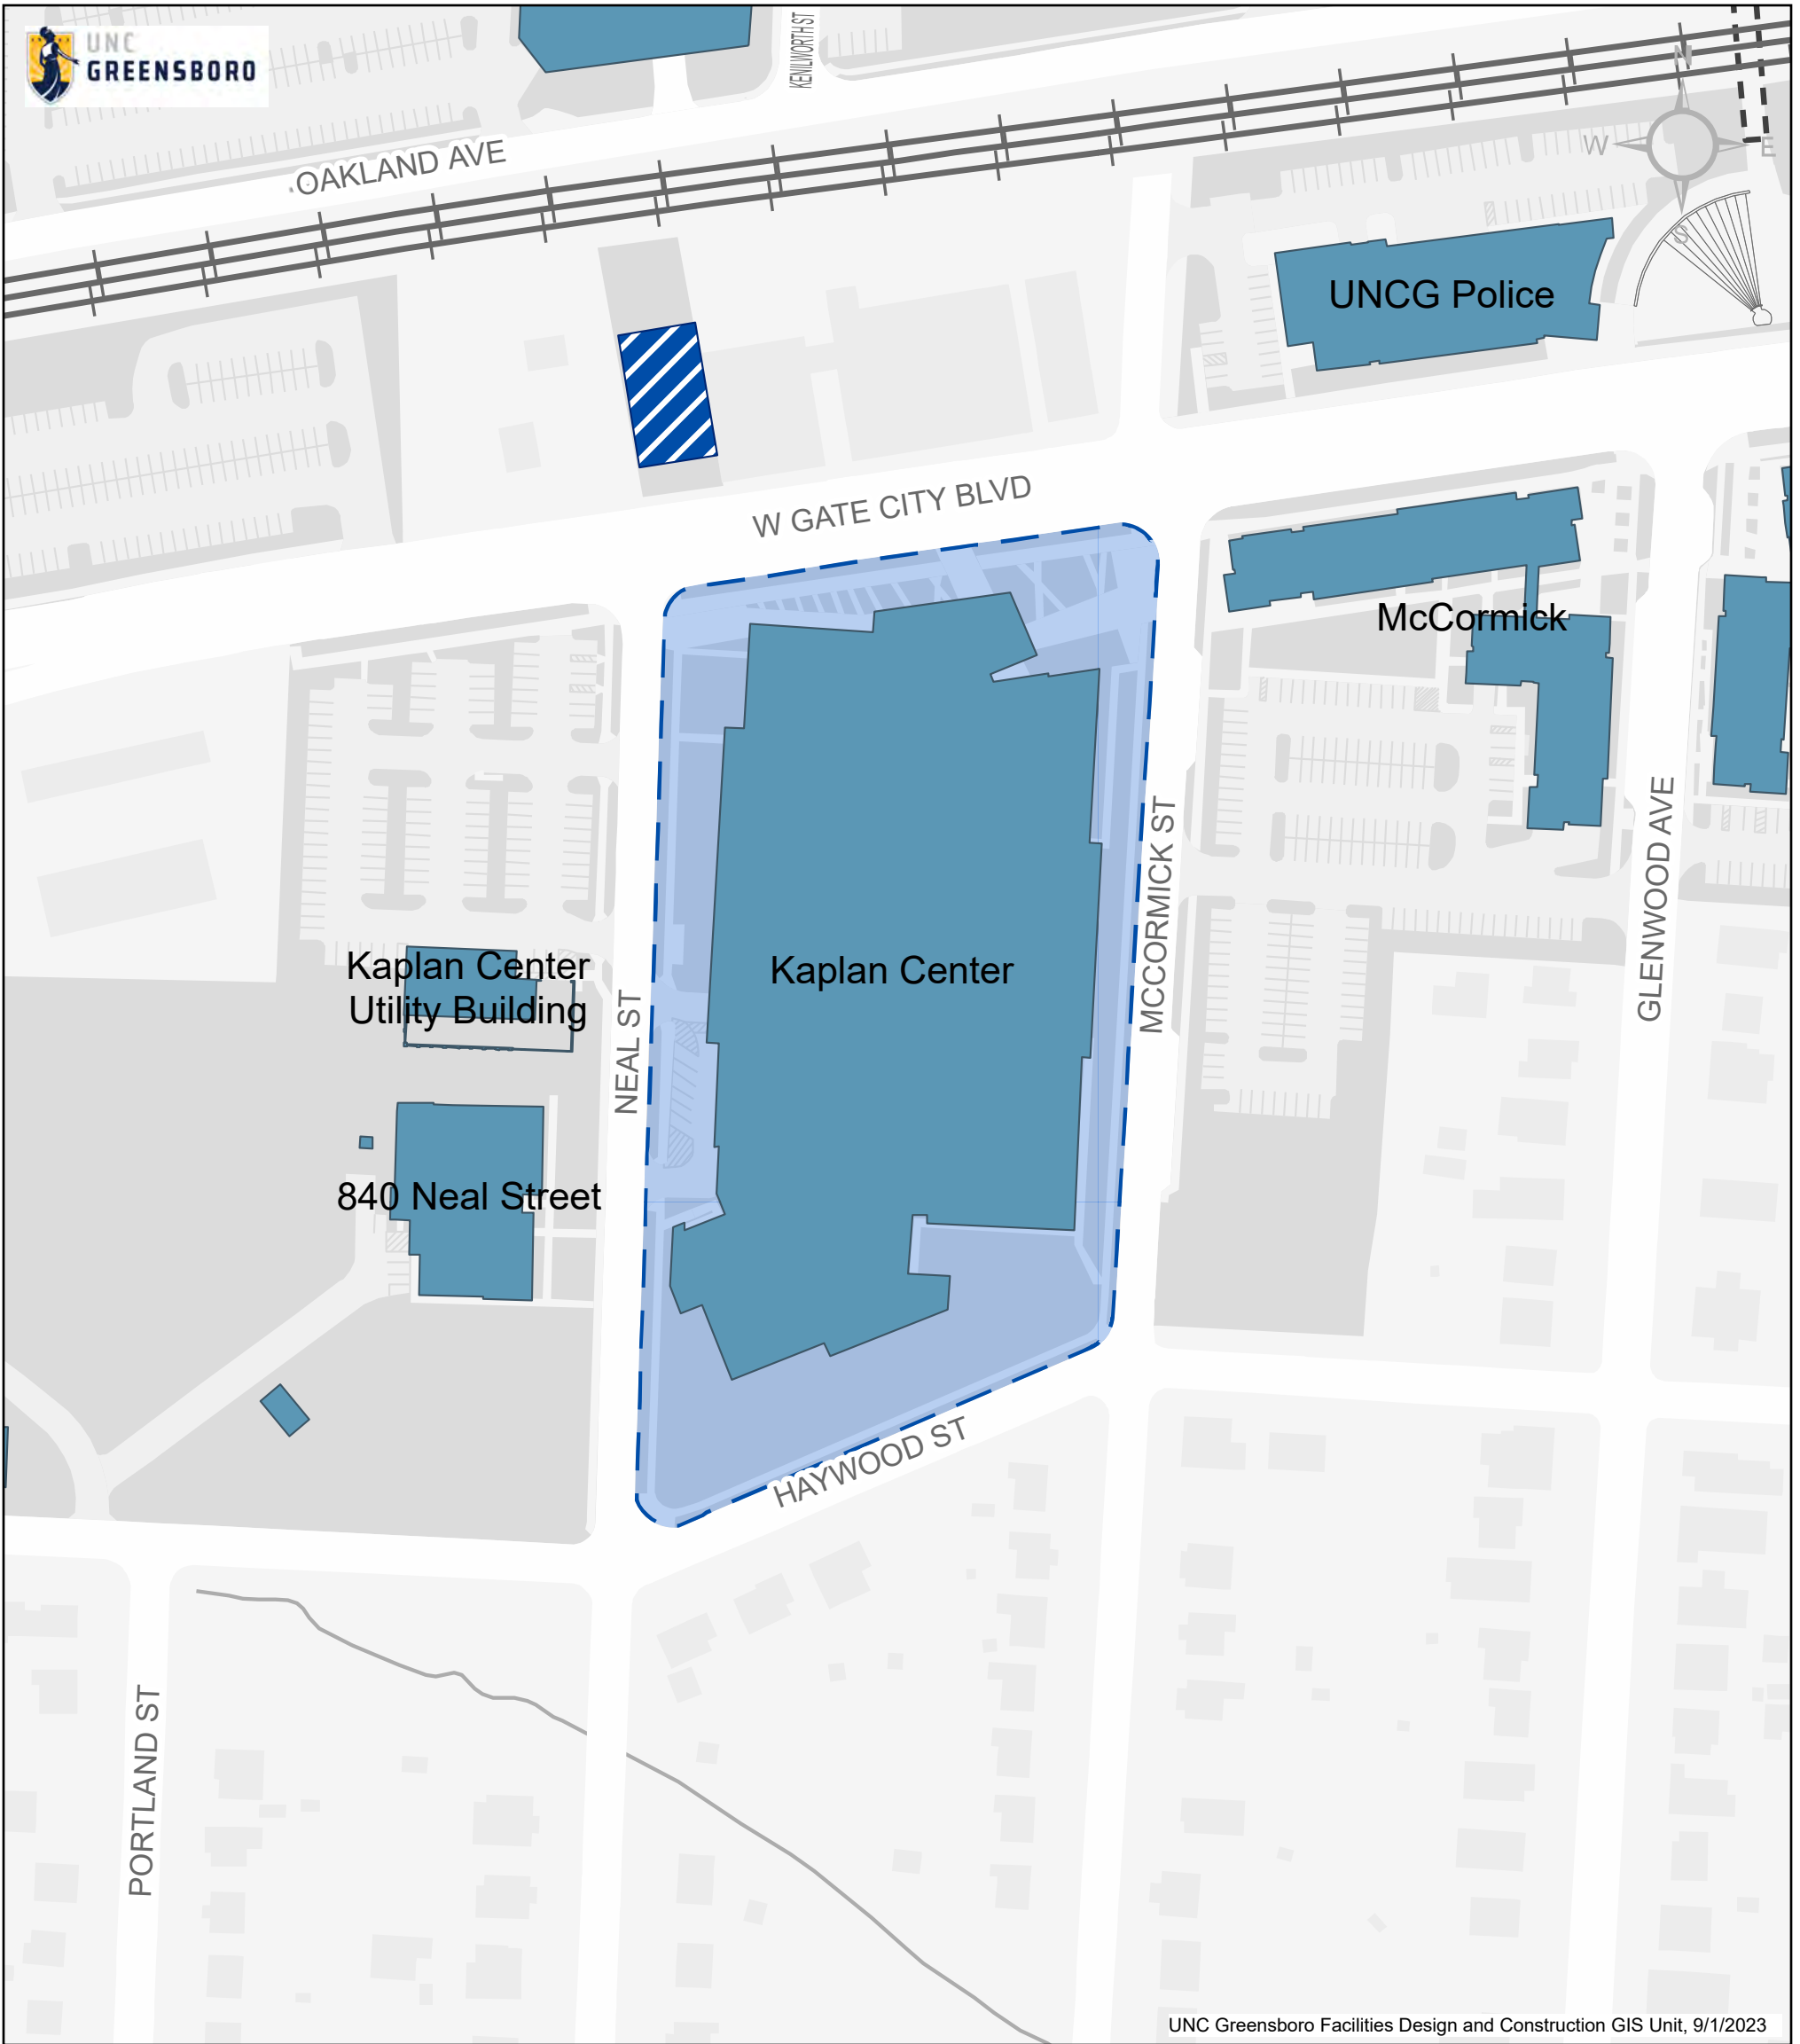 UNC
GREENSBORO
KENILWORTH ST
N
W
E
S
OAKLAND AVE
UNCG Police
W GATE CITY BLVD
McCormick
Kaplan Center
Utility Building
Kaplan Center
NEAL ST
MCCORMICK ST
GLENWOOD AVE
840 Neal Street
HAYWOOD ST
PORTLAND ST
UNC Greensboro Facilities Design and Construction GIS Unit, 9/1/2023